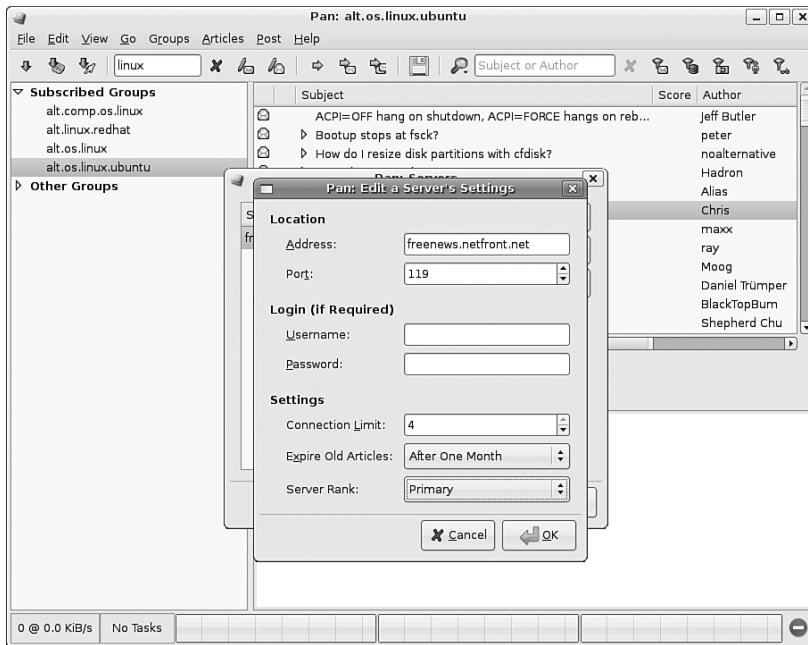 Pan: alt.os.linux.ubuntu
File Edit View Go Groups Articles Post Help
linux
Subject or Author
Subscribed Groups
alt.comp.os.linux
alt.linux.redhat
alt.os.linux
alt.os.linux.ubuntu
Other Groups
Subject Score Author
ACPI=OFF hang on shutdown, ACPI=FORCE hangs on reb... Jeff Butler
Bootup stops at fsck? peter
How do I resize disk partitions with cfdisk? noalternative
Hadron
Alias
Chris
maxx
ray
Moog
Daniel Trümper
BlackTopBum
Shepherd Chu
Pan: Servers
Pan: Edit a Server's Settings
Location
Address: freenews.netfront.net
Port: 119
Login (if Required)
Username:
Password:
Settings
Connection Limit: 4
Expire Old Articles: After One Month
Server Rank: Primary
Cancel OK
0 @ 0.0 KiB/s No Tasks